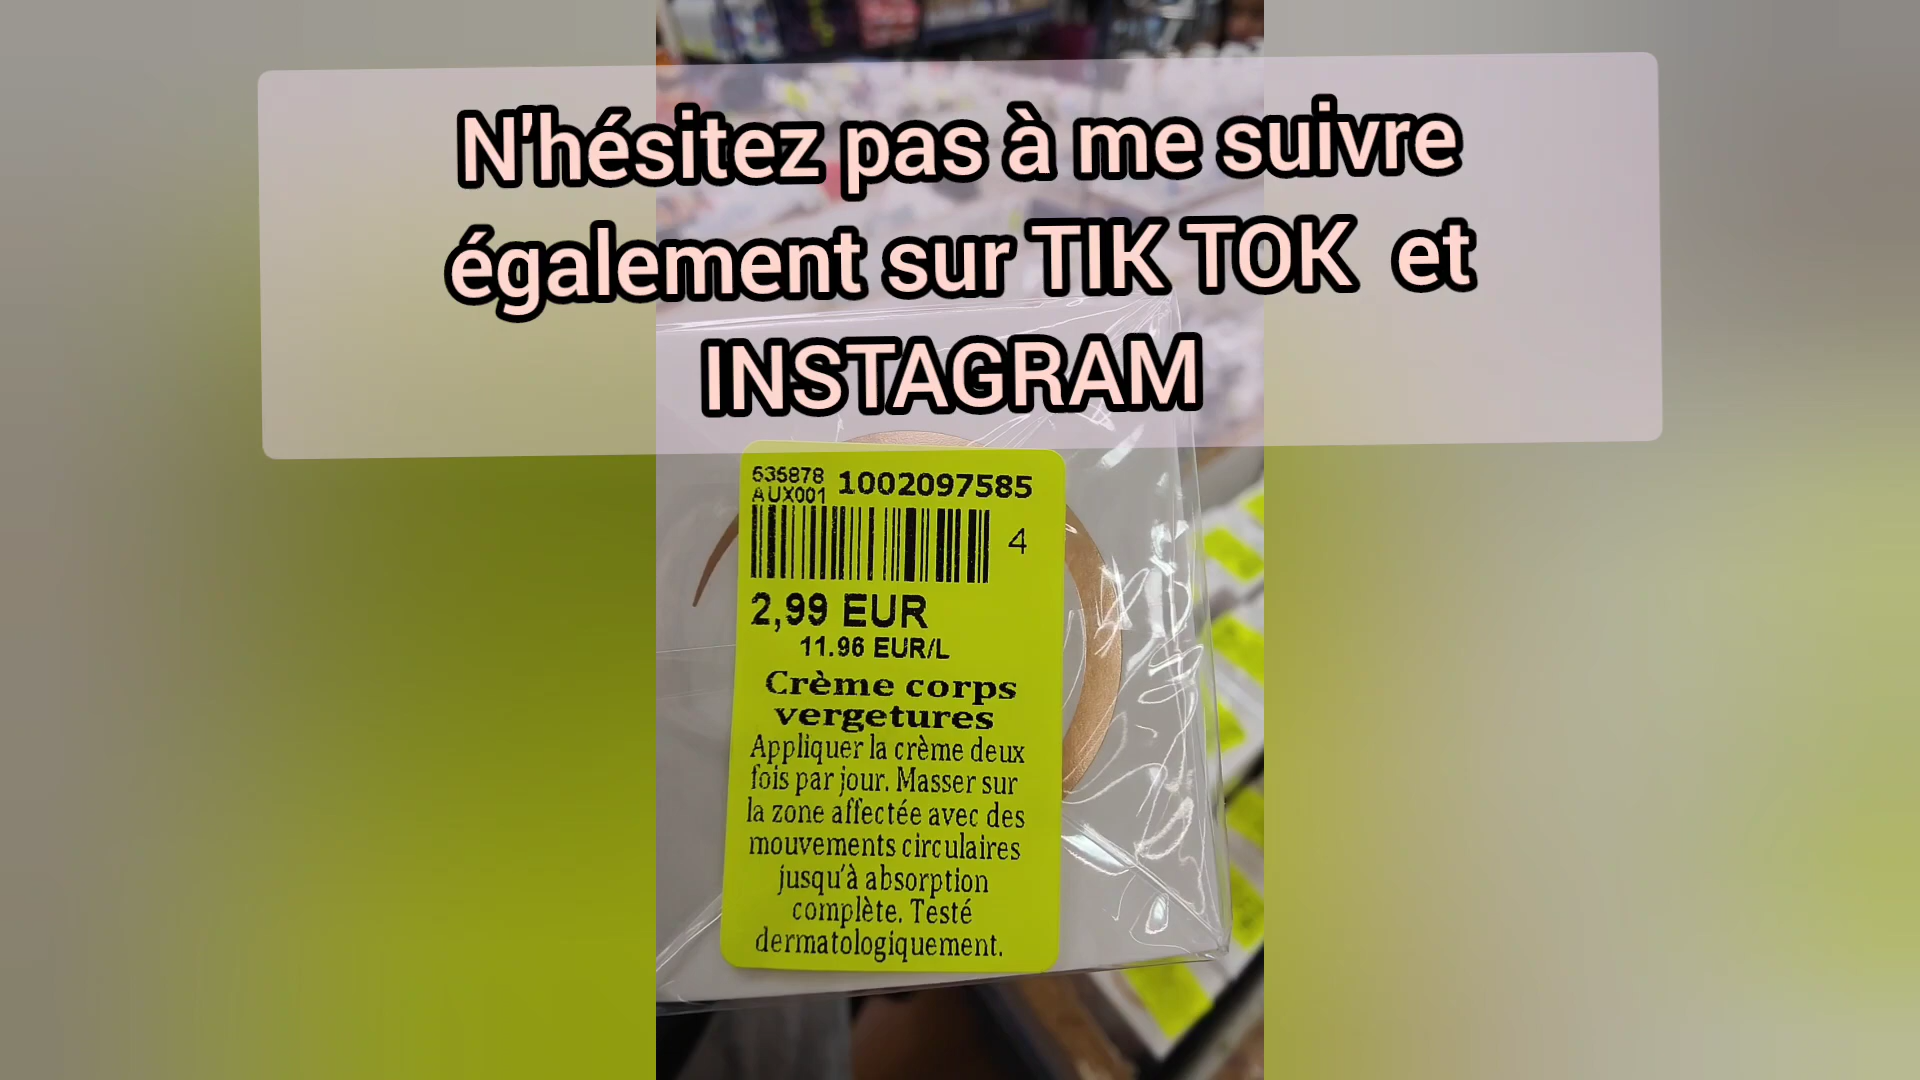 N'hésitez pas à me suivre
également sur TIK TOK et
INSTAGRAM
535878
AUX001
1002097585
4
2,99 EUR
11.96 EUR/L
Crème corps
vergetures
Appliquer la crème deux
fois par jour. Masser sur
la zone affectée avec des
mouvements circulaires
jusqu'à absorption
complète. Testé
dermatologiquement.